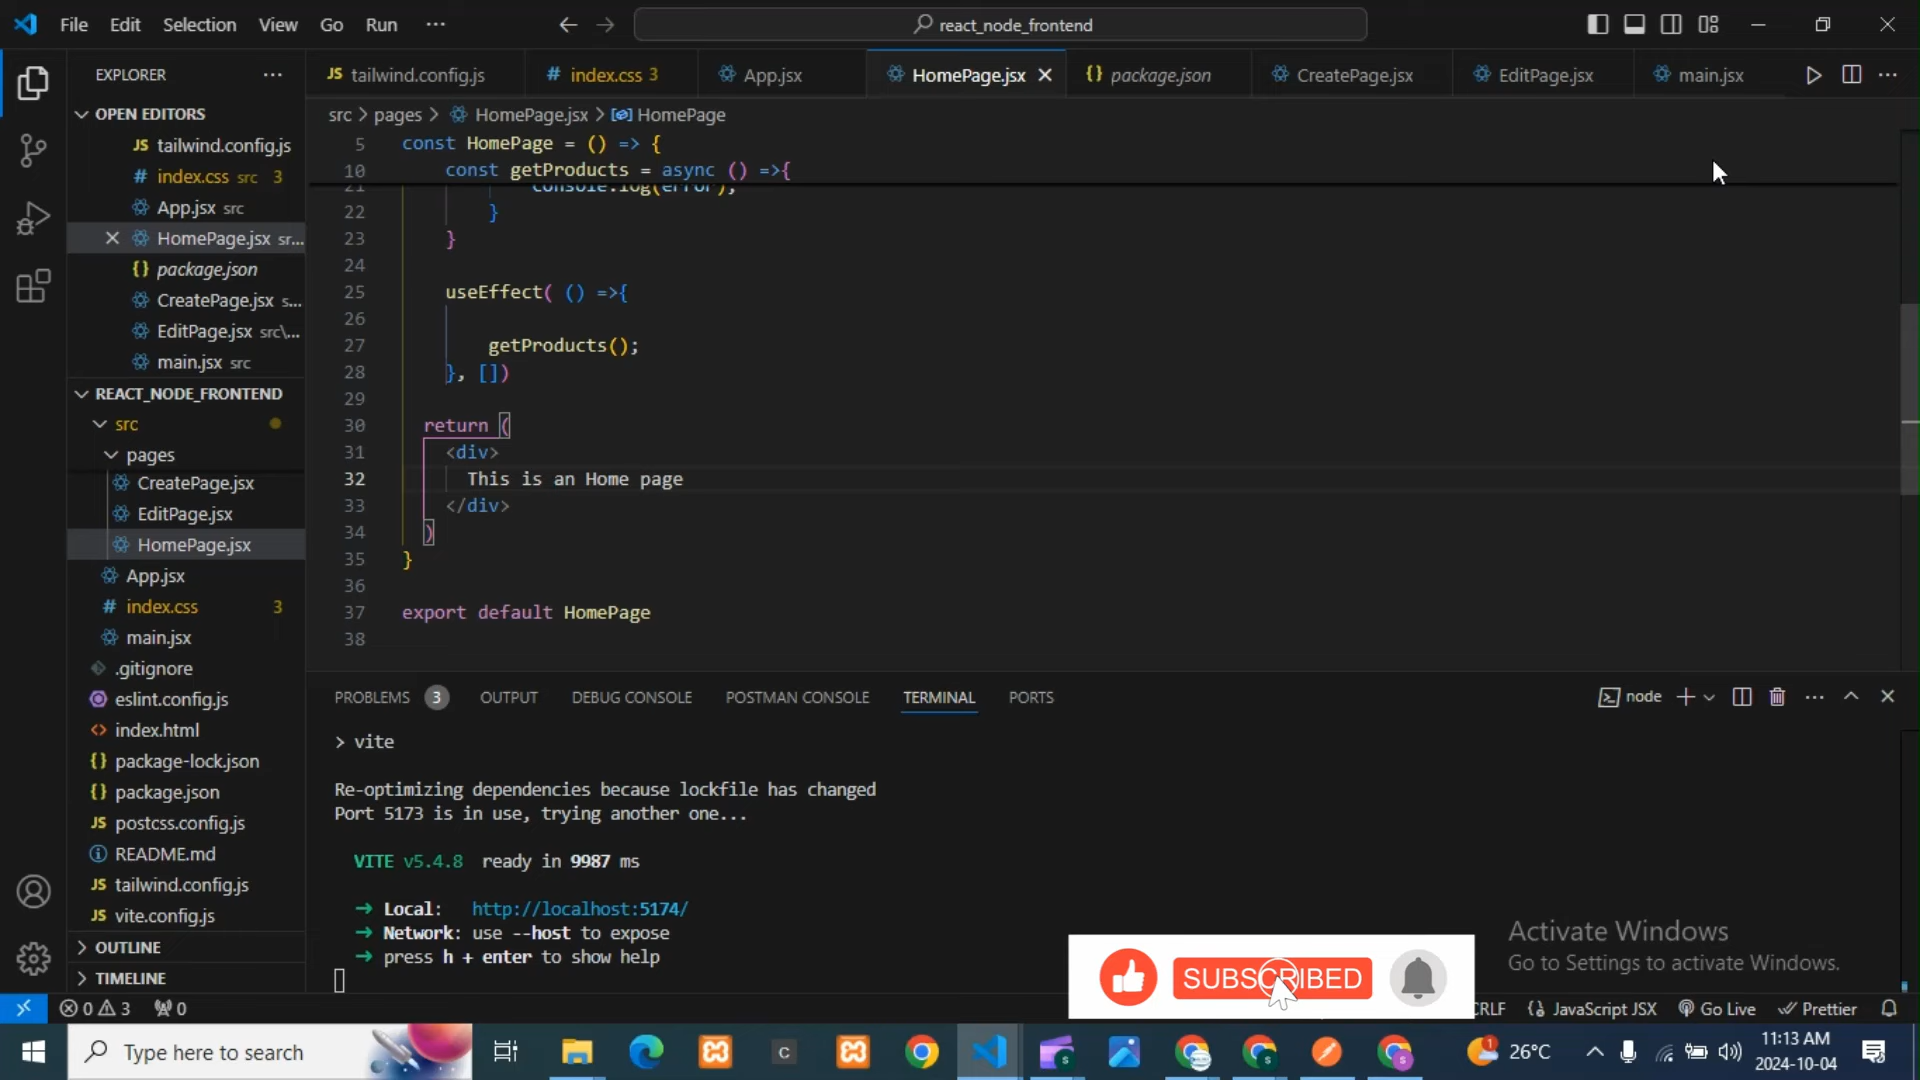 File Edit Selection View Go Run ···
react_node_frontend
EXPLORER ···
OPEN EDITORS
JS tailwind.config.js
# index.css src 3
App.jsx src
HomePage.jsx sr...
{} package.json
CreatePage.jsx s...
EditPage.jsx src\...
main.jsx src
REACT_NODE_FRONTEND
src
pages
CreatePage.jsx
EditPage.jsx
HomePage.jsx
App.jsx
# index.css 3
main.jsx
.gitignore
eslint.config.js
<> index.html
{} package-lock.json
{} package.json
JS postcss.config.js
README.md
JS tailwind.config.js
JS vite.config.js
OUTLINE
TIMELINE
JS tailwind.config.js # index.css 3 App.jsx HomePage.jsx {} package.json CreatePage.jsx EditPage.jsx main.jsx
src > pages > HomePage.jsx > HomePage
5 const HomePage = () => {
10 const getProducts = async () =>{
21 console.log(error);
22 }
23 }
24
25 useEffect( () =>{
26
27 getProducts();
28 }, [])
29
30 return (
31 <div>
32 This is an Home page
33 </div>
34 )
35 }
36
37 export default HomePage
38
PROBLEMS 3 OUTPUT DEBUG CONSOLE POSTMAN CONSOLE TERMINAL PORTS
node
> vite
Re-optimizing dependencies because lockfile has changed
Port 5173 is in use, trying another one...
VITE v5.4.8 ready in 9987 ms
➜ Local: http://localhost:5174/
➜ Network: use --host to expose
➜ press h + enter to show help
Activate Windows
Go to Settings to activate Windows.
SUBSCRIBED
0 3 0
CRLF {} JavaScript JSX Go Live Prettier
Type here to search
C
S
S
S
1
26°C
11:13 AM
2024-10-04